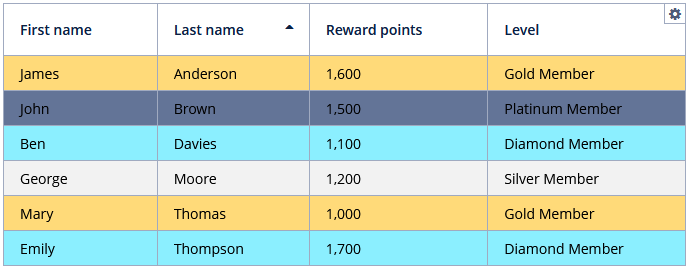 First name Last name Reward points Level
James Anderson 1,600 Gold Member
John Brown 1,500 Platinum Member
Ben Davies 1,100 Diamond Member
George Moore 1,200 Silver Member
Mary Thomas 1,000 Gold Member
Emily Thompson 1,700 Diamond Member